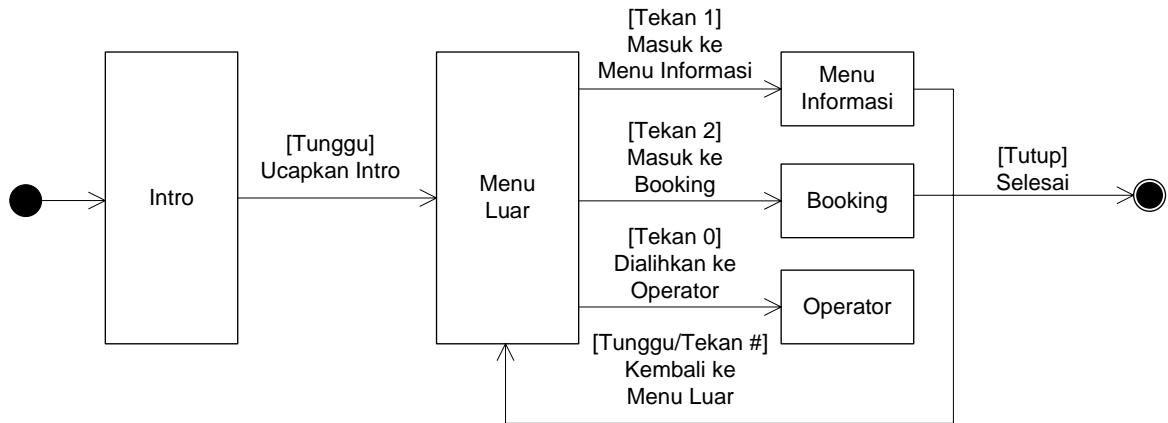 Intro
[Tunggu]
Ucapkan Intro
Menu
Luar
[Tekan 1]
Masuk ke
Menu Informasi
[Tekan 2]
Masuk ke
Booking
[Tekan 0]
Dialihkan ke
Operator
[Tunggu/Tekan #]
Kembali ke
Menu Luar
Menu
Informasi
Booking
Operator
[Tutup]
Selesai